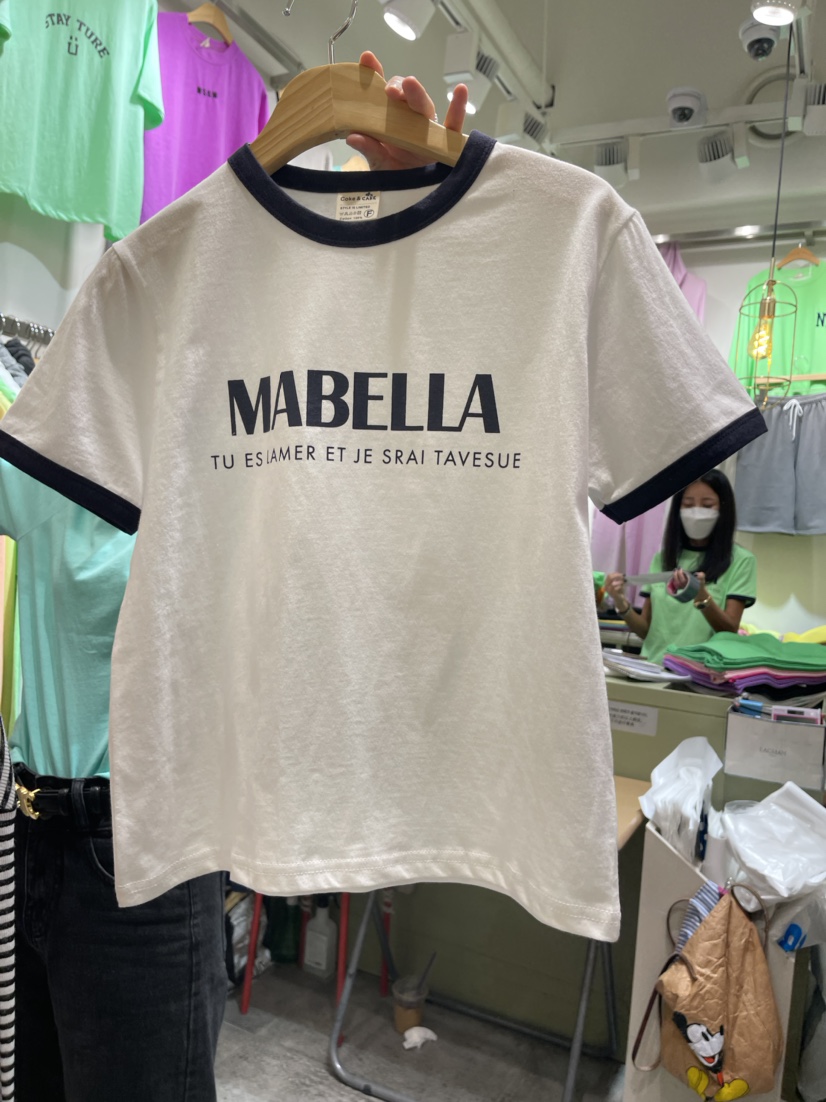 STAY TURE
MABELLA
TU ES LAMER ET JE SRAI TAVESUE